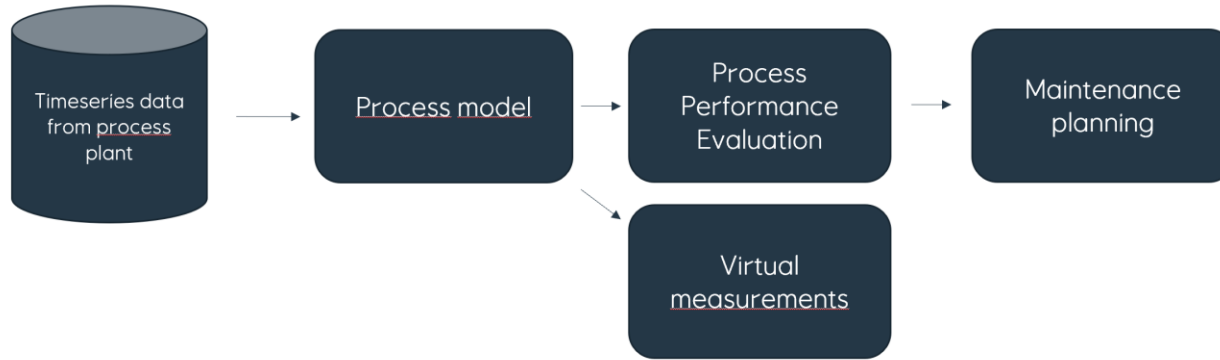 Timeseries data
from process
plant
Process model
Process
Performance
Evaluation
Maintenance
planning
Virtual
measurements